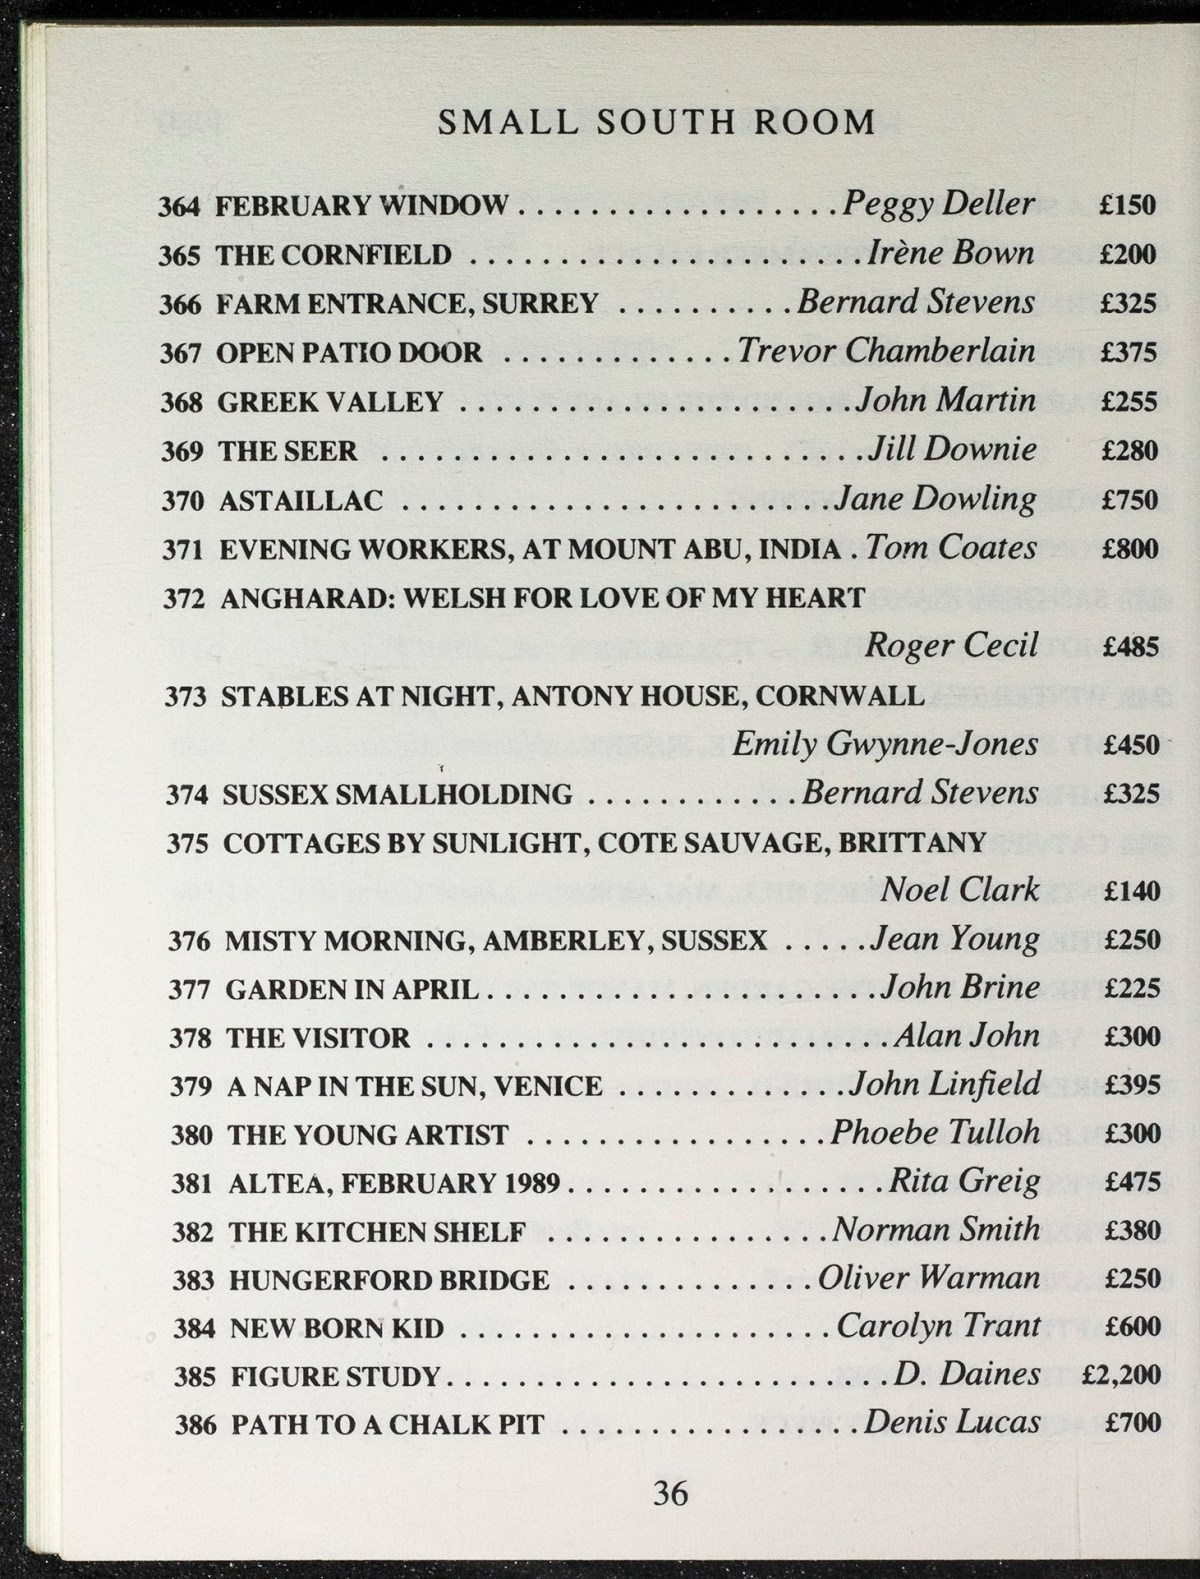 SMALL SOUTH ROOM
364 FEBRUARY WINDOW . . . . . . . . . . . . . . . . . . Peggy Deller £150
365 THE CORNFIELD . . . . . . . . . . . . . . . . . . . . . . Irène Bown £200
366 FARM ENTRANCE, SURREY . . . . . . . . . . Bernard Stevens £325
367 OPEN PATIO DOOR . . . . . . . . . . . . . Trevor Chamberlain £375
368 GREEK VALLEY . . . . . . . . . . . . . . . . . . . . . . John Martin £255
369 THE SEER . . . . . . . . . . . . . . . . . . . . . . . . . . . Jill Downie £280
370 ASTAILLAC . . . . . . . . . . . . . . . . . . . . . . . . Jane Dowling £750
371 EVENING WORKERS, AT MOUNT ABU, INDIA . Tom Coates £800
372 ANGHARAD: WELSH FOR LOVE OF MY HEART
Roger Cecil £485
373 STABLES AT NIGHT, ANTONY HOUSE, CORNWALL
Emily Gwynne-Jones £450
374 SUSSEX SMALLHOLDING . . . . . . . . . . . . Bernard Stevens £325
375 COTTAGES BY SUNLIGHT, COTE SAUVAGE, BRITTANY
Noel Clark £140
376 MISTY MORNING, AMBERLEY, SUSSEX . . . . . Jean Young £250
377 GARDEN IN APRIL . . . . . . . . . . . . . . . . . . . . . . John Brine £225
378 THE VISITOR . . . . . . . . . . . . . . . . . . . . . . . . . . Alan John £300
379 A NAP IN THE SUN, VENICE . . . . . . . . . . . . . John Linfield £395
380 THE YOUNG ARTIST . . . . . . . . . . . . . . . . . Phoebe Tulloh £300
381 ALTEA, FEBRUARY 1989 . . . . . . . . . . . . . . . . . . Rita Greig £475
382 THE KITCHEN SHELF . . . . . . . . . . . . . . . . Norman Smith £380
383 HUNGERFORD BRIDGE . . . . . . . . . . . . . . Oliver Warman £250
384 NEW BORN KID . . . . . . . . . . . . . . . . . . . . . Carolyn Trant £600
385 FIGURE STUDY . . . . . . . . . . . . . . . . . . . . . . . . . D. Daines £2,200
386 PATH TO A CHALK PIT . . . . . . . . . . . . . . . . . Denis Lucas £700
36